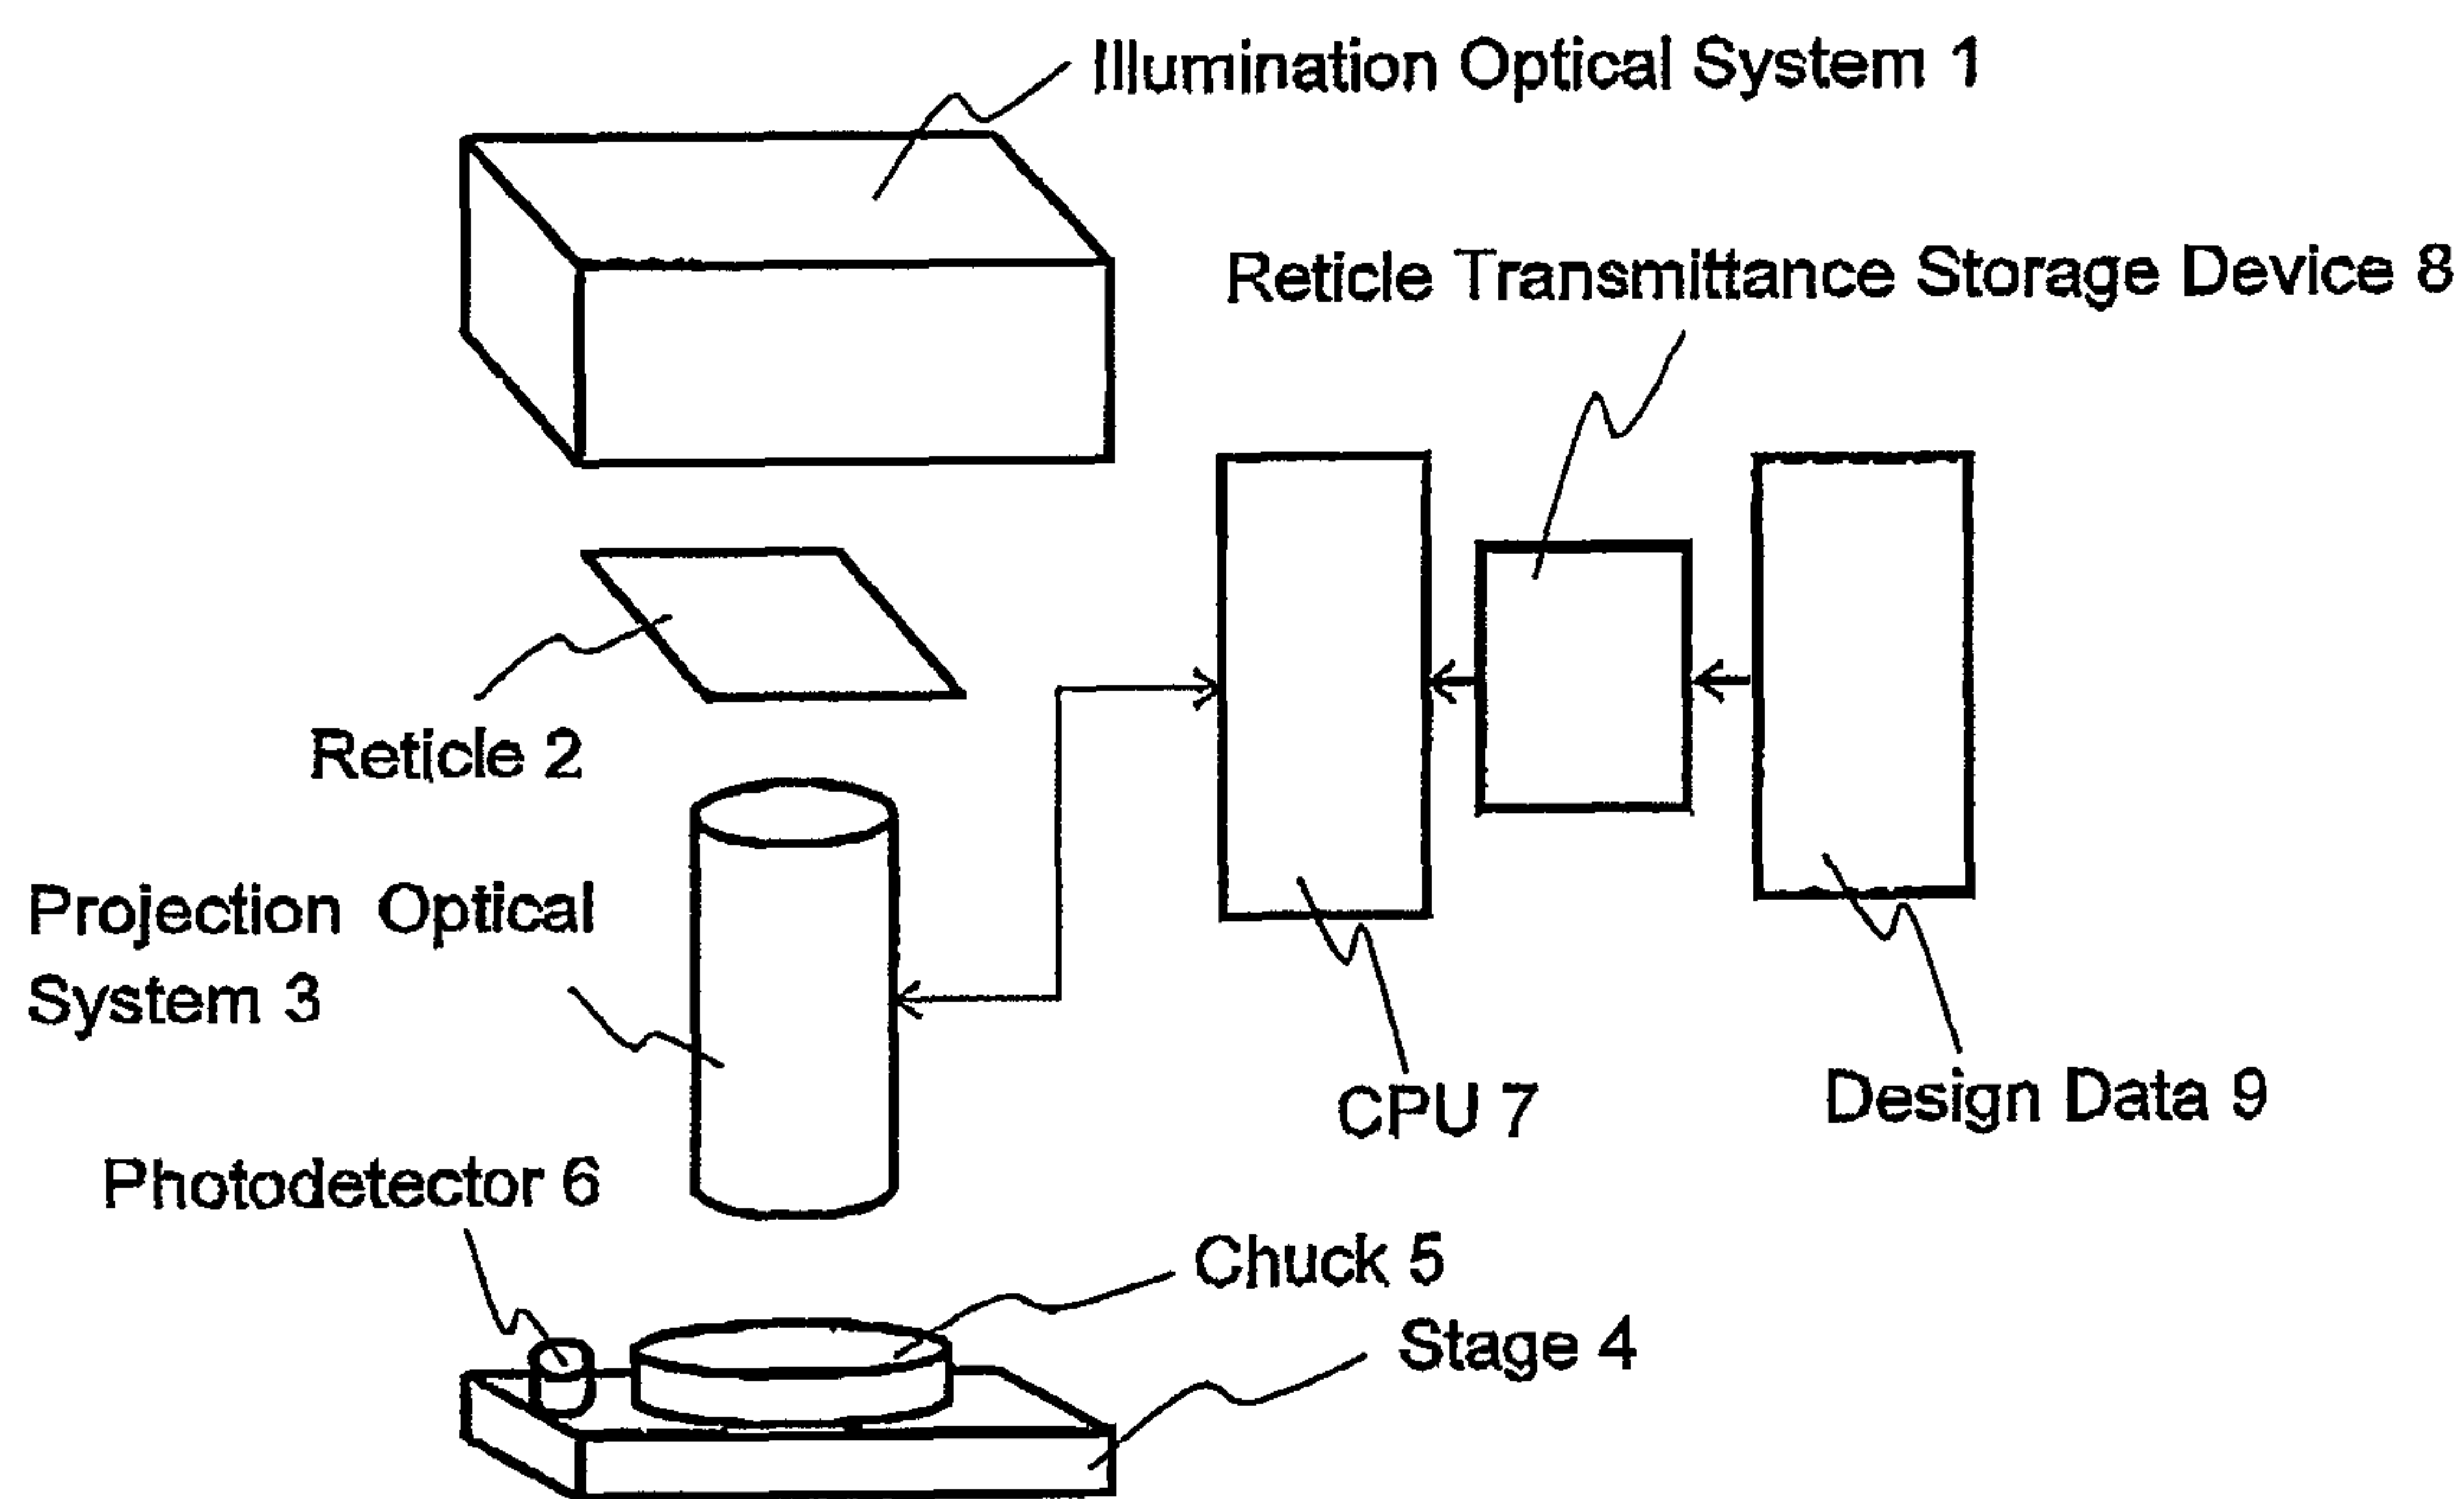 Illumination Optical System 1
Reticle Transmittance Storage Device 8
Reticle 2
Projection Optical
System 3
CPU 7
Design Data 9
Photodetector 6
Chuck 5
Stage 4